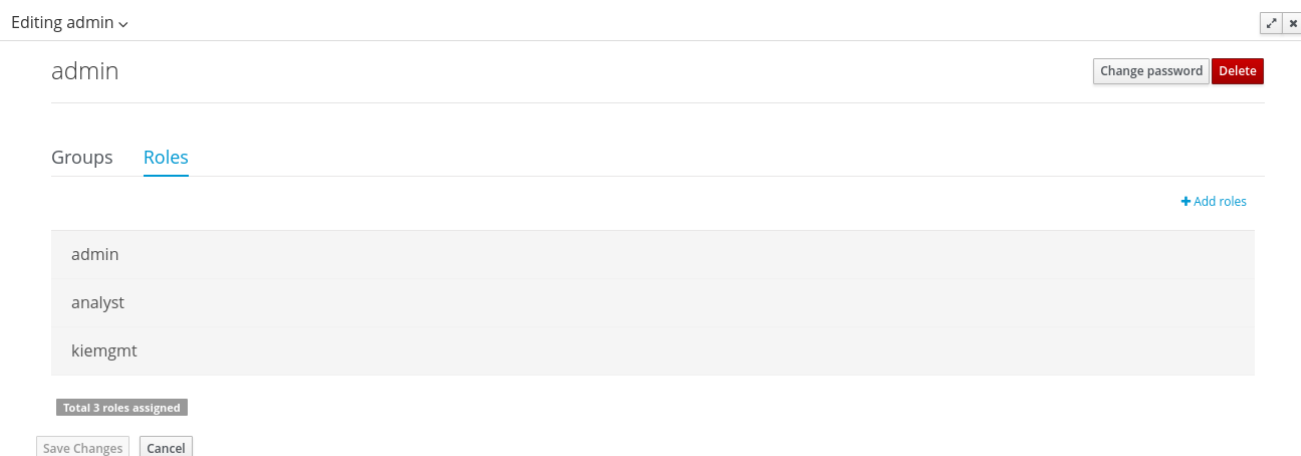 Editing admin
admin
Change password Delete
Groups Roles
Add roles
admin
analyst
kiemgmt
Total 3 roles assigned
Save Changes Cancel